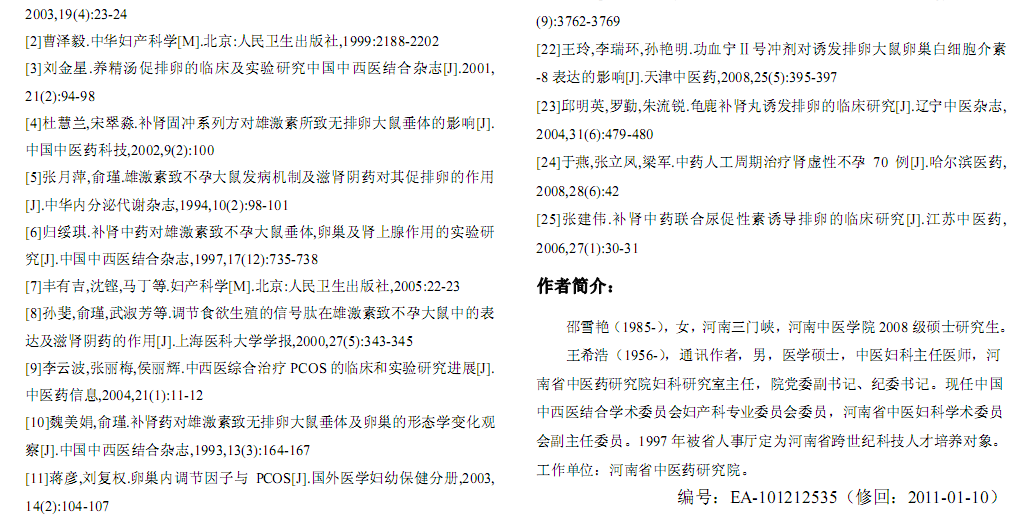 2003,19(4):23-24
[2]曹泽毅.中华妇产科学[M].北京:人民卫生出版社,1999:2188-2202
[3]刘金星.养精汤促排卵的临床及实验研究中国中西医结合杂志[J].2001,
21(2):94-98
[4]杜慧兰,宋翠淼.补肾固冲系列方对雄激素所致无排卵大鼠垂体的影响[J].
中国中医药科技,2002,9(2):100
[5]张月萍,俞瑾.雄激素致不孕大鼠发病机制及滋肾阴药对其促排卵的作用
[J].中华内分泌代谢杂志,1994,10(2):98-101
[6]归绥琪.补肾中药对雄激素致不孕大鼠垂体,卵巢及肾上腺作用的实验研
究[J].中国中西医结合杂志,1997,17(12):735-738
[7]丰有吉,沈铿,马丁等.妇产科学[M].北京:人民卫生出版社,2005:22-23
[8]孙斐,俞瑾,武淑芳等.调节食欲生殖的信号肽在雄激素致不孕大鼠中的表
达及滋肾阴药的作用[J].上海医科大学学报,2000,27(5):343-345
[9]李云波,张丽梅,侯丽辉.中西医综合治疗PCOS的临床和实验研究进展[J].
中医药信息,2004,21(1):11-12
[10]魏美娟,俞瑾.补肾药对雄激素致无排卵大鼠垂体及卵巢的形态学变化观
察[J].中国中西医结合杂志,1993,13(3):164-167
[11]蒋彦,刘复权.卵巢内调节因子与 PCOS[J].国外医学妇幼保健分册,2003,
14(2):104-107
(9):3762-3769
[22]王玲,李瑞环,孙艳明.功血宁Ⅱ号冲剂对诱发排卵大鼠卵巢白细胞介素
-8表达的影响[J].天津中医药,2008,25(5):395-397
[23]邱明英,罗勤,朱流锐.龟鹿补肾丸诱发排卵的临床研究[J].辽宁中医杂志,
2004,31(6):479-480
[24]于燕,张立凤,梁军.中药人工周期治疗肾虚性不孕 70 例[J].哈尔滨医药,
2008,28(6):42
[25]张建伟.补肾中药联合尿促性素诱导排卵的临床研究[J].江苏中医药,
2006,27(1):30-31
作者简介：
邵雪艳（1985-），女，河南三门峡，河南中医学院2008级硕士研究生。
王希浩（1956-），通讯作者，男，医学硕士，中医妇科主任医师，河
南省中医药研究院妇科研究室主任，院党委副书记、纪委书记。现任中国
中西医结合学术委员会妇产科专业委员会委员，河南省中医妇科学术委员
会副主任委员。1997年被省人事厅定为河南省跨世纪科技人才培养对象。
工作单位：河南省中医药研究院。
编号：EA-101212535（修回：2011-01-10）